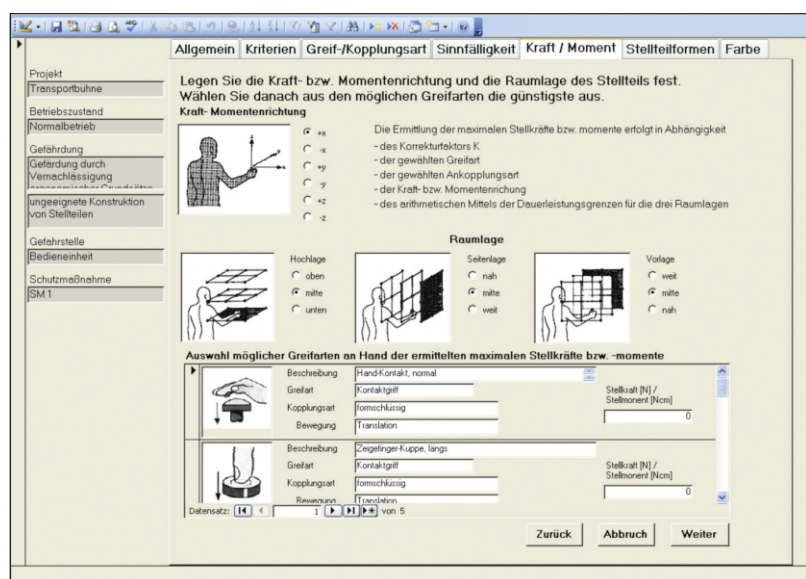 Allgemein Kriterien Greif-/Kopplungsart Sinnfälligkeit Kraft / Moment Stellteilformen Farbe
Projekt
Transportbühne
Betriebszustand
Normalbetrieb
Gefährdung
Gefärdung durch
Vernachlässigung
ungeeignete Konstruktion
von Stellteilen
Gefahrstelle
Bedieneinheit
Schutzmaßnahme
SM 1
Legen Sie die Kraft- bzw. Momentenrichtung und die Raumlage des Stellteils fest.
Wählen Sie danach aus den möglichen Greifarten die günstigste aus.
Kraft- Momentenrichtung
+x
-x
+y
-y
+z
-z
Die Ermittlung der maximalen Stellkräfte bzw. momente erfolgt in Abhängigkeit
- des Korrekturfaktors K
- der gewählten Greifart
- der gewählten Ankopplungsart
- der Kraft- bzw. Momentenrichung
- des arithmetischen Mittels der Dauerleistungsgrenzen für die drei Raumlagen
Raumlage
Hochlage
oben
mitte
unten
Seitenlage
nah
mitte
weit
Vorlage
weit
mitte
nah
Auswahl möglicher Greifarten an Hand der ermittelten maximalen Stellkräfte bzw. -momente
Beschreibung Hand-Kontakt, normal
Greifart Kontaktgriff
Kopplungsart formschlüssig
Bewegung Translation
Stellkraft [N] /
Stellmonent [Ncm]
0
Beschreibung Zeigefinger-Kuppe, längs
Greifart Kontaktgriff
Kopplungsart formschlüssig
Bewegung Translation
Stellkraft [N] /
Stellmonent [Ncm]
0
Datensatz: 1 von 5
Zurück Abbruch Weiter